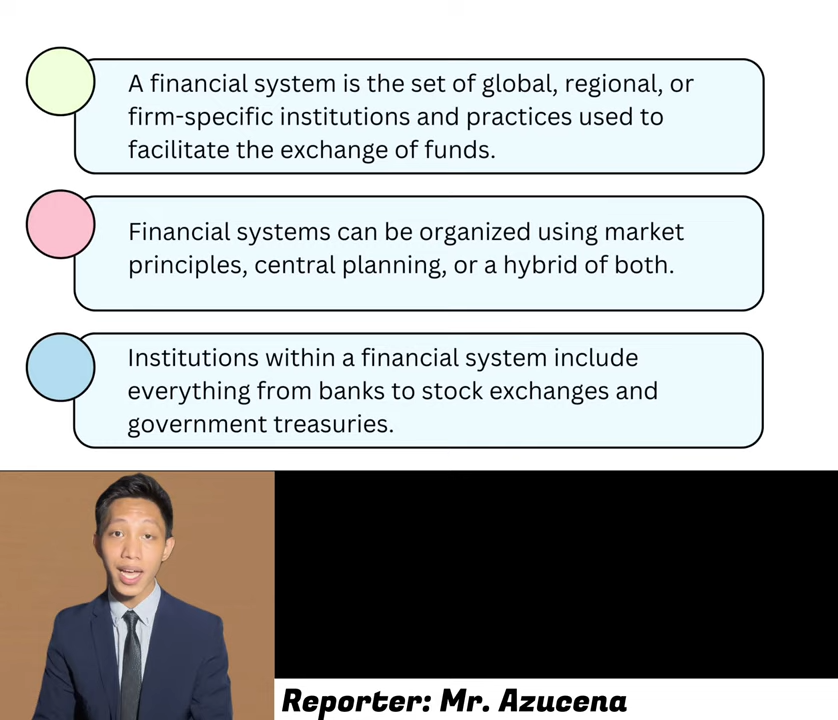 A financial system is the set of global, regional, or
firm-specific institutions and practices used to
facilitate the exchange of funds.
Financial systems can be organized using market
principles, central planning, or a hybrid of both.
Institutions within a financial system include
everything from banks to stock exchanges and
government treasuries.
Reporter: Mr. Azucena